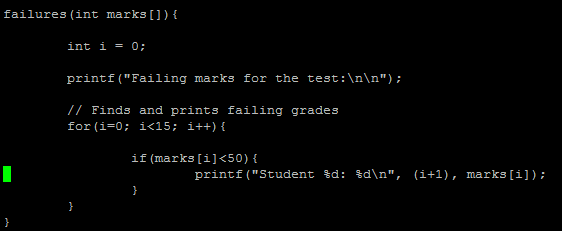 failures(int marks[]){
int i = 0;
printf("Failing marks for the test:\n\n");
// Finds and prints failing grades
for(i=0; i<15; i++){
if(marks[i]<50){
printf("Student %d: %d\n", (i+1), marks[i]);
}
}
}